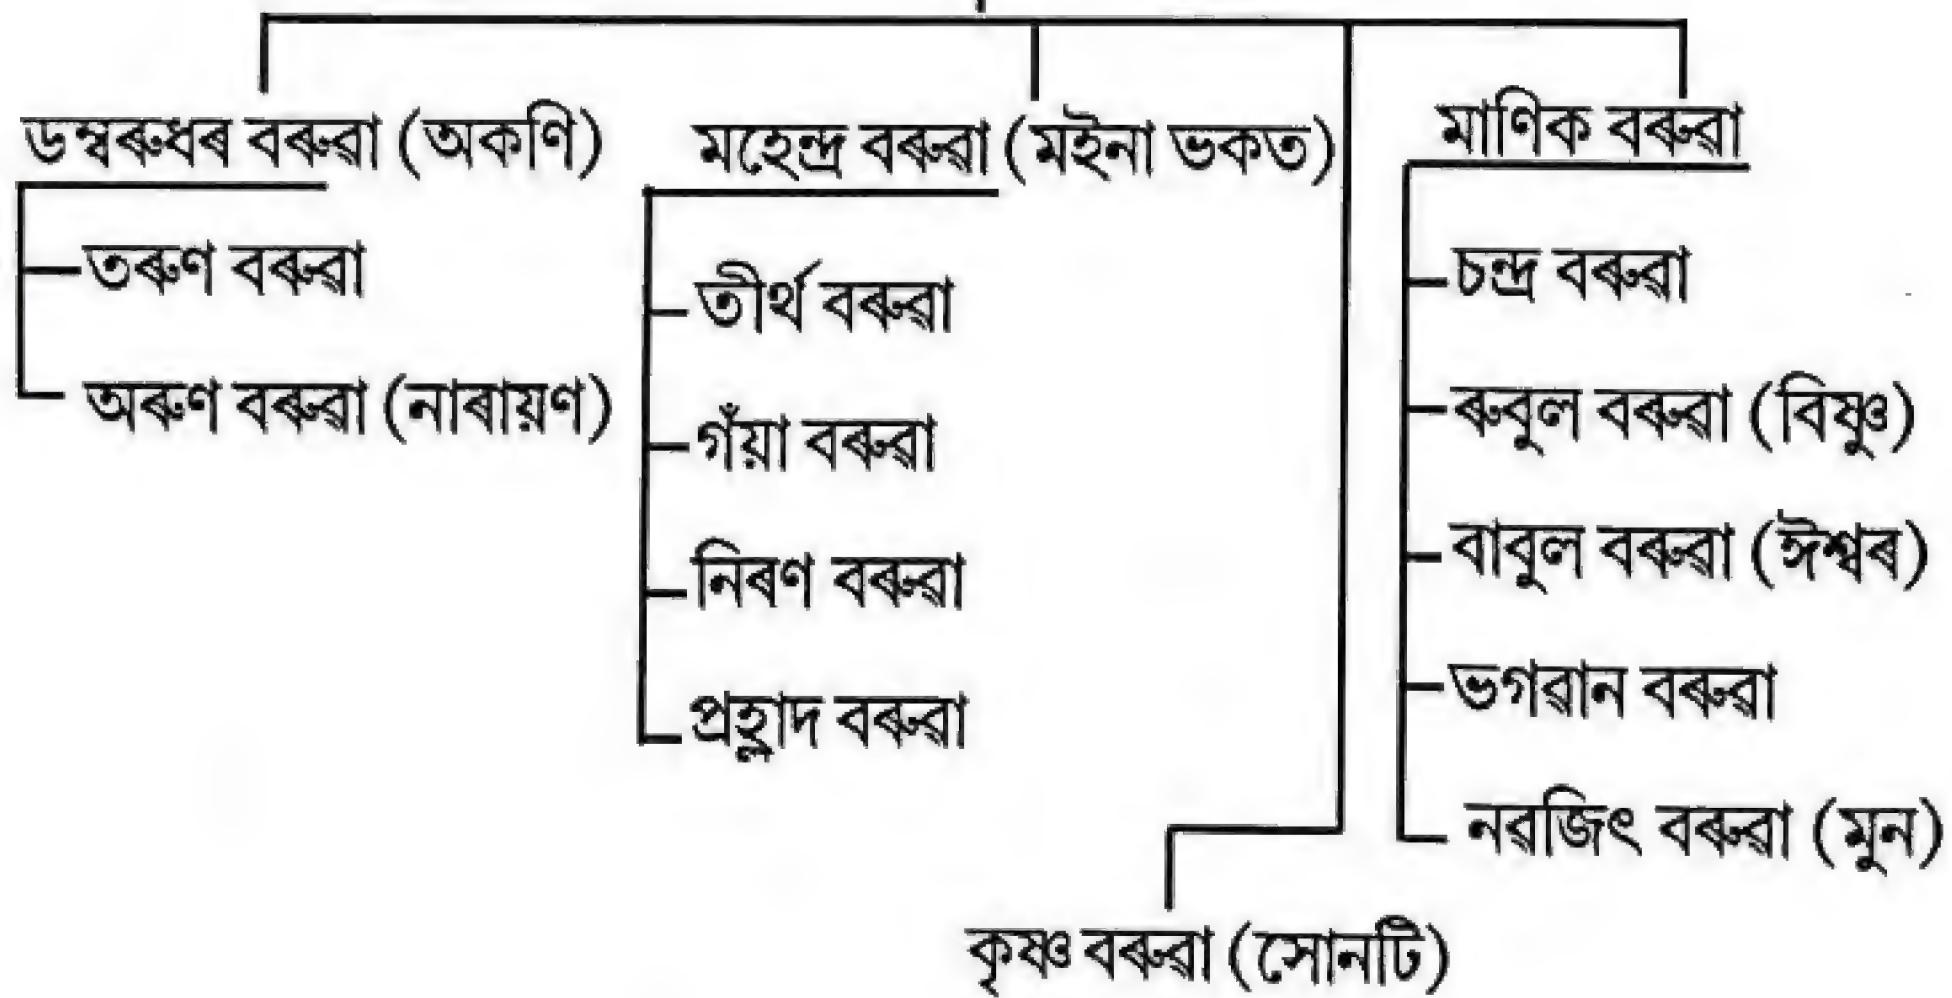 ডম্বৰুধৰ বৰুৱা (অকণি)
তৰুণ বৰুৱা
অৰুণ বৰুৱা (নাৰায়ণ)
মহেন্দ্ৰ বৰুৱা (মইনা ভকত)
তীৰ্থ বৰুৱা
গঁয়া বৰুৱা
নিৰণ বৰুৱা
প্ৰহ্লাদ বৰুৱা
কৃষ্ণ বৰুৱা (সোনটি)
মাণিক বৰুৱা
চন্দ্ৰ বৰুৱা
ৰুবুল বৰুৱা (বিষ্ণু)
বাবুল বৰুৱা (ঈশ্বৰ)
ভগৱান বৰুৱা
নৱজিৎ বৰুৱা (মুন)